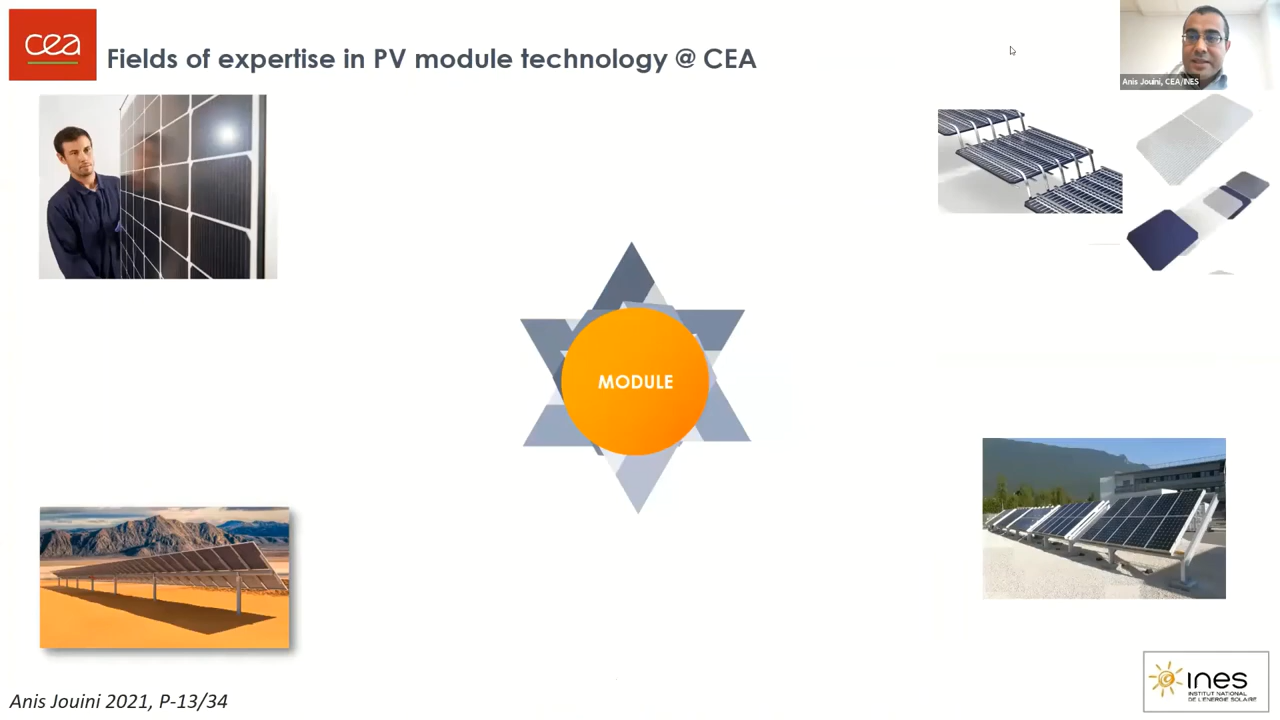 cea
Fields of expertise in PV module technology @ CEA
Anis Jouini, CEA/INES
MODULE
ines
INSTITUT NATIONAL
DE L'ENERGIE SOLAIRE
Anis Jouini 2021, P-13/34